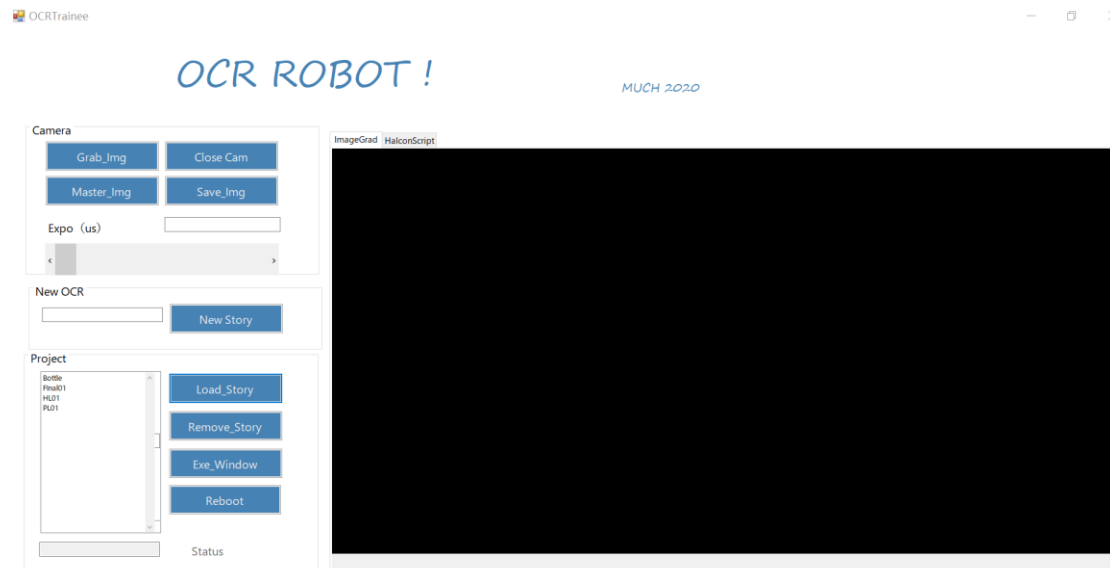 OCRTrainee
OCR ROBOT !
MUCH 2020
Camera
Grab_Img
Close Cam
Master_Img
Save_Img
Expo（us）
New OCR
New Story
Project
Bottle
Final01
HL01
PL01
Load_Story
Remove_Story
Exe_Window
Reboot
Status
ImageGrad HalconScript